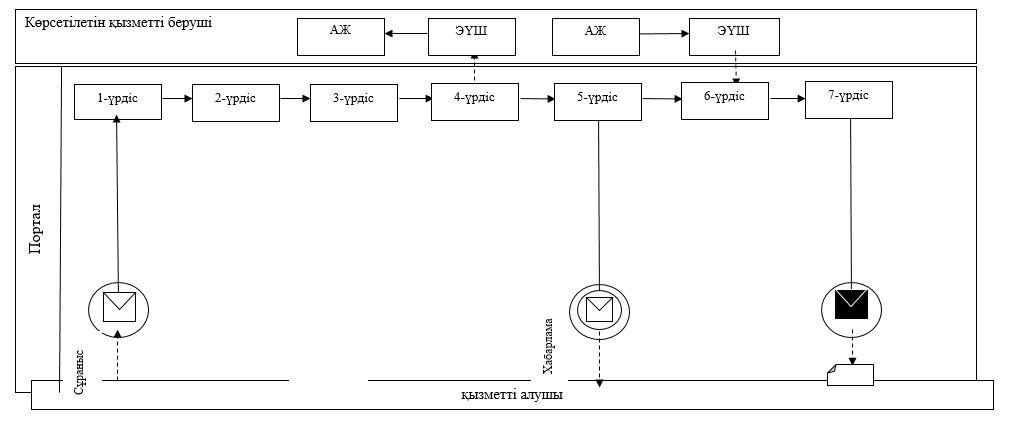 Көрсетілетін қызметті беруші
АЖ
ЭҮШ
АЖ
ЭҮШ
Портал
1-үрдіс
2-үрдіс
3-үрдіс
4-үрдіс
5-үрдіс
6-үрдіс
7-үрдіс
Сұраныс
Хабарлама
қызметті алушы